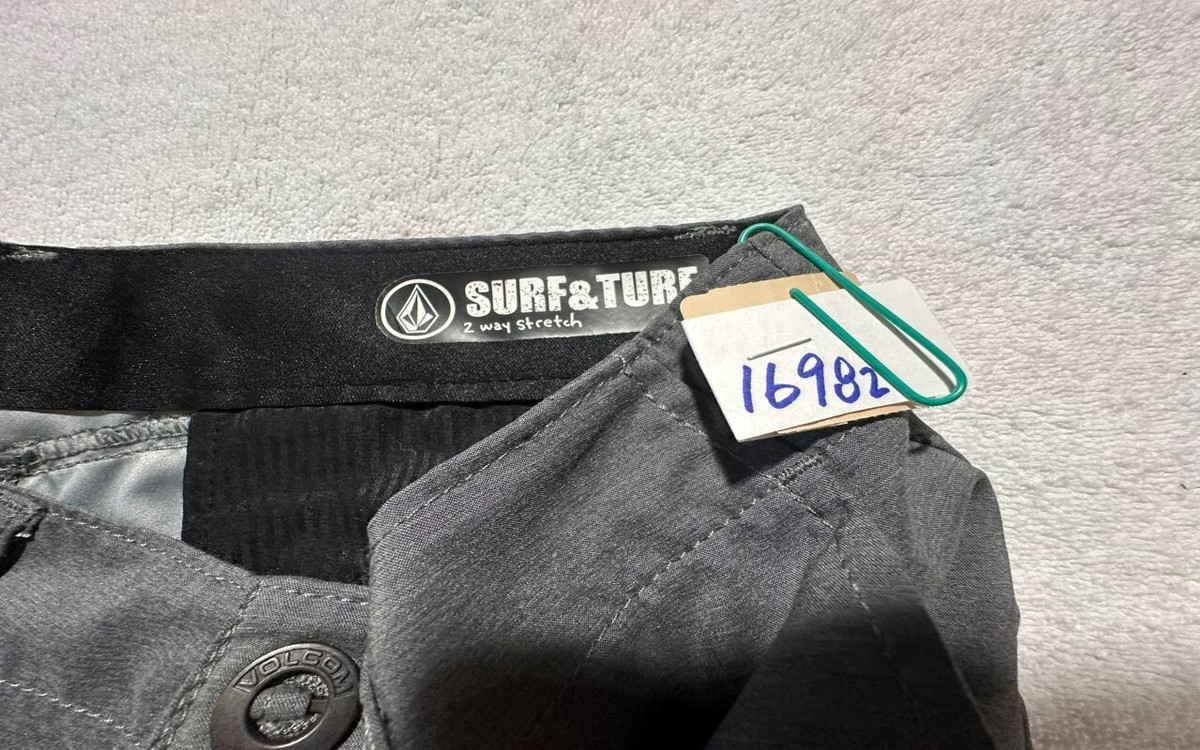 SURF&TURF
2 way stretch
16982
VOLCOM